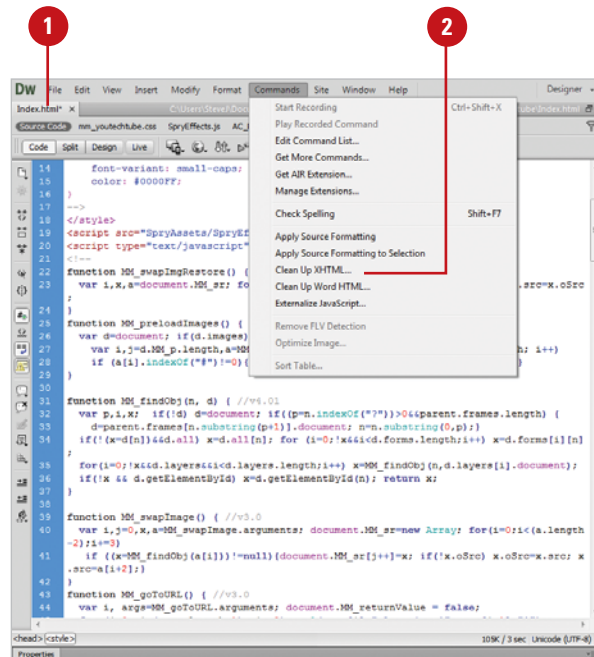 1
2
DW File Edit View Insert Modify Format Commands Site Window Help Designer
Index.html* × C:\Users\SteveJ\Doc
Source Code mm_youtechtube.css SpryEffects.js
Code Split Design Live
Start Recording Ctrl+Shift+X
Play Recorded Command
Edit Command List...
Get More Commands...
Get AIR Extension...
Manage Extensions...
Check Spelling Shift+F7
Apply Source Formatting
Apply Source Formatting to Selection
Clean Up XHTML...
Clean Up Word HTML...
Externalize JavaScript...
Remove FLV Detection
Optimize Image...
Sort Table...
14 font-variant: small-caps;
15 color: #0000FF;
16 }
17 -->
18 </style>
19 <script src="SpryAssets/SpryEf
20 <script type="text/javascript"
21 <!--
22 function MM_swapImgRestore() {
23 var i,x,a=document.MM_sr; fo .src=x.oSrc
;
24 }
25 function MM_preloadImages() {
26 var d=document; if(d.images)
27 var i,j=d.MM_p.length,a=MM h; i++)
28 if (a[i].indexOf("#")!=0){
29 }
30
31 function MM_findObj(n, d) { //v4.01
32 var p,i,x; if(!d) d=document; if((p=n.indexOf("?"))>0&&parent.frames.length) {
33 d=parent.frames[n.substring(p+1)].document; n=n.substring(0,p);}
34 if(!(x=d[n])&&d.all) x=d.all[n]; for (i=0;!x&&i<d.forms.length;i++) x=d.forms[i][n]
;
35 for(i=0;!x&&d.layers&&i<d.layers.length;i++) x=MM_findObj(n,d.layers[i].document);
36 if(!x && d.getElementById) x=d.getElementById(n); return x;
37 }
38
39 function MM_swapImage() { //v3.0
40 var i,j=0,x,a=MM_swapImage.arguments; document.MM_sr=new Array; for(i=0;i<(a.length
-2);i+=3)
41 if ((x=MM_findObj(a[i]))!=null){document.MM_sr[j++]=x; if(!x.oSrc) x.oSrc=x.src; x
.src=a[i+2];}
42 }
43 function MM_goToURL() { //v3.0
44 var i, args=MM_goToURL.arguments; document.MM_returnValue = false;
<head> <style> 105K / 3 sec Unicode (UTF-8)
Properties